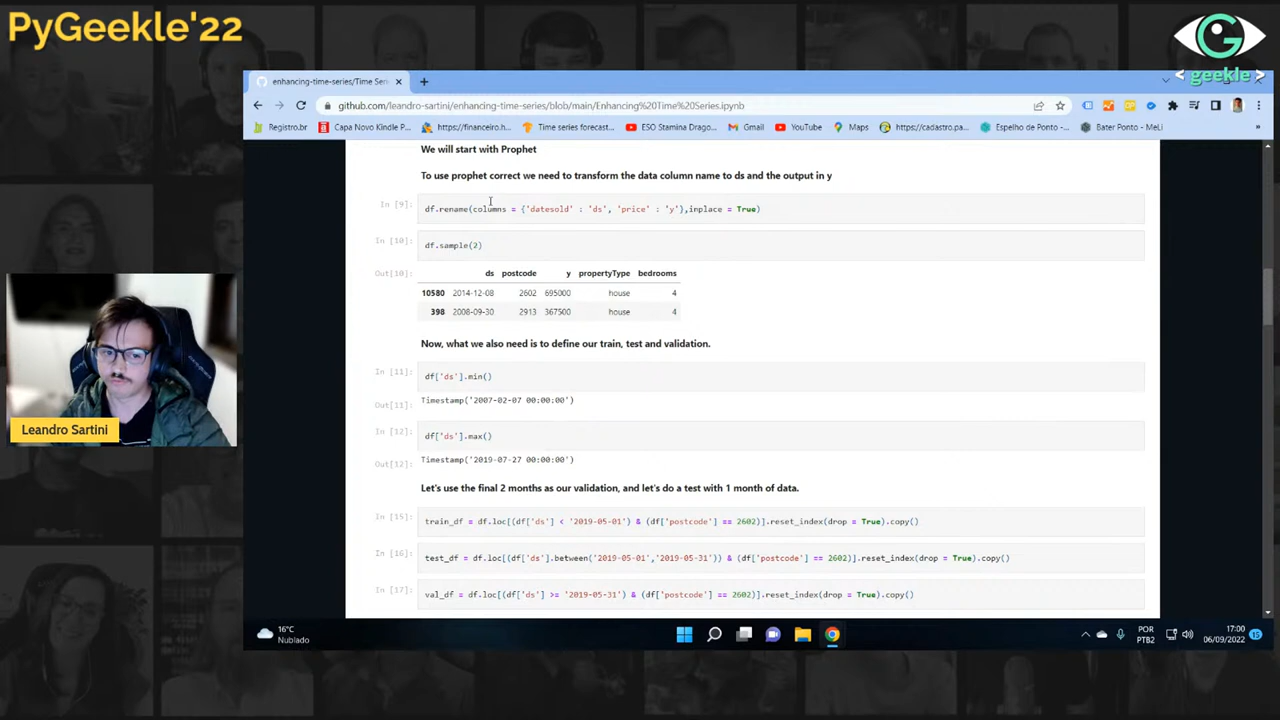 PyGeekle'22
G
< geekle >
enhancing-time-series/Time Seri
github.com/leandro-sartini/enhancing-time-series/blob/main/Enhancing%20Time%20Series.ipynb
Registro.br
Capa Novo Kindle P...
https://financeiro.h...
Time series forecast...
ESO Stamina Drago...
Gmail
YouTube
Maps
https://cadastro.pa...
Espelho de Ponto -...
Bater Ponto - MeLi
»
We will start with Prophet
To use prophet correct we need to transform the data column name to ds and the output in y
In [9]: df.rename(columns = {'datesold' : 'ds', 'price' : 'y'},inplace = True)
In [10]: df.sample(2)
Out[10]: ds postcode y propertyType bedrooms
10580 2014-12-08 2602 695000 house 4
398 2008-09-30 2913 367500 house 4
Now, what we also need is to define our train, test and validation.
In [11]: df['ds'].min()
Out[11]: Timestamp('2007-02-07 00:00:00')
In [12]: df['ds'].max()
Out[12]: Timestamp('2019-07-27 00:00:00')
Let's use the final 2 months as our validation, and let's do a test with 1 month of data.
In [15]: train_df = df.loc[(df['ds'] < '2019-05-01') & (df['postcode'] == 2602)].reset_index(drop = True).copy()
In [16]: test_df = df.loc[(df['ds'].between('2019-05-01','2019-05-31')) & (df['postcode'] == 2602)].reset_index(drop = True).copy()
In [17]: val_df = df.loc[(df['ds'] >= '2019-05-31') & (df['postcode'] == 2602)].reset_index(drop = True).copy()
Leandro Sartini
16°C
Nublado
POR
PTB2
17:00
06/09/2022
15